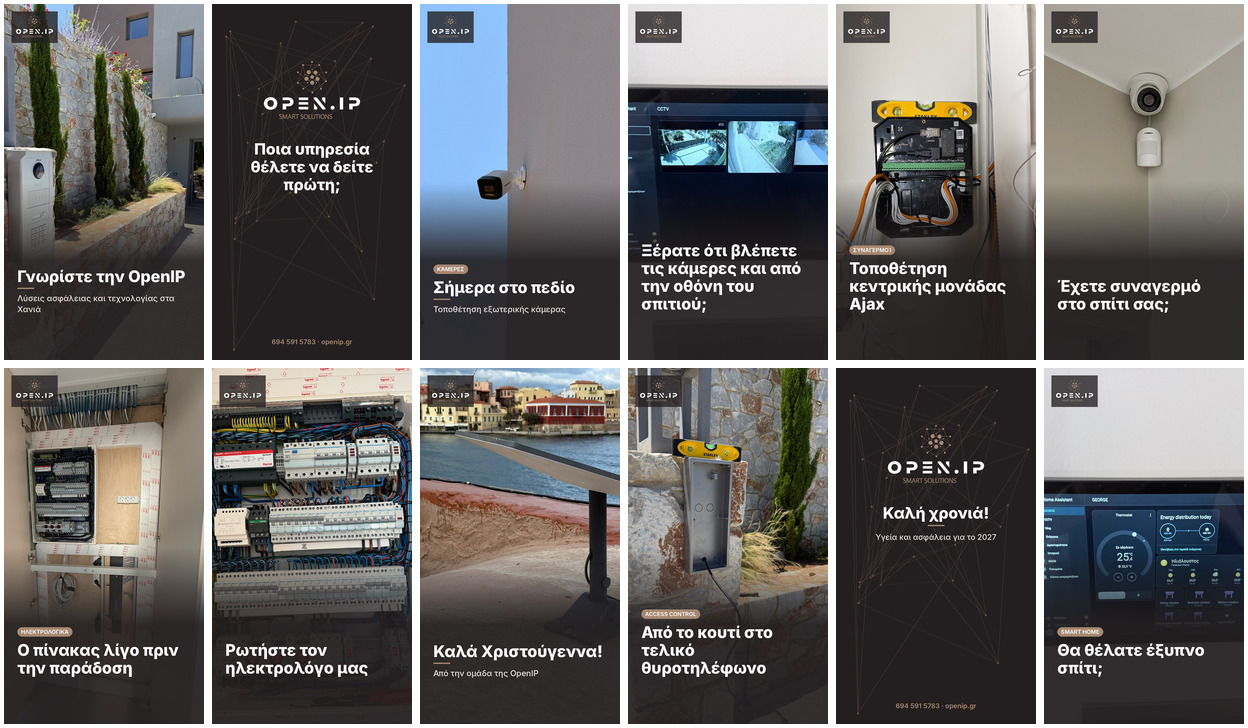 OPEN.IP
Γνωρίστε την OpenIP
Λύσεις ασφάλειας και τεχνολογίας στα
Χανιά
OPEN.IP
SMART SOLUTIONS
Ποια υπηρεσία
θέλετε να δείτε
πρώτη;
694 591 5783 · openip.gr
OPEN.IP
ΚΑΜΕΡΕΣ
Σήμερα στο πεδίο
Τοποθέτηση εξωτερικής κάμερας
OPEN.IP
CCTV
Ξέρατε ότι βλέπετε
τις κάμερες και από
την οθόνη του
σπιτιού;
OPEN.IP
STANLEY
ΣΥΝΑΓΕΡΜΟΙ
Τοποθέτηση
κεντρικής μονάδας
Ajax
OPEN.IP
Έχετε συναγερμό
στο σπίτι σας;
OPEN.IP
ΗΛΕΚΤΡΟΛΟΓΙΚΑ
Ο πίνακας λίγο πριν
την παράδοση
OPEN.IP
Ρωτήστε τον
ηλεκτρολόγο μας
OPEN.IP
Καλά Χριστούγεννα!
Από την ομάδα της OpenIP
OPEN.IP
STANLEY
ACCESS CONTROL
Από το κουτί στο
τελικό
θυροτηλέφωνο
OPEN.IP
SMART SOLUTIONS
Καλή χρονιά!
Υγεία και ασφάλεια για το 2027
694 591 5783 · openip.gr
OPEN.IP
Home Assistant
GEORGE
Thermostat
Energy distribution today
25
SMART HOME
Θα θέλατε έξυπνο
σπίτι;